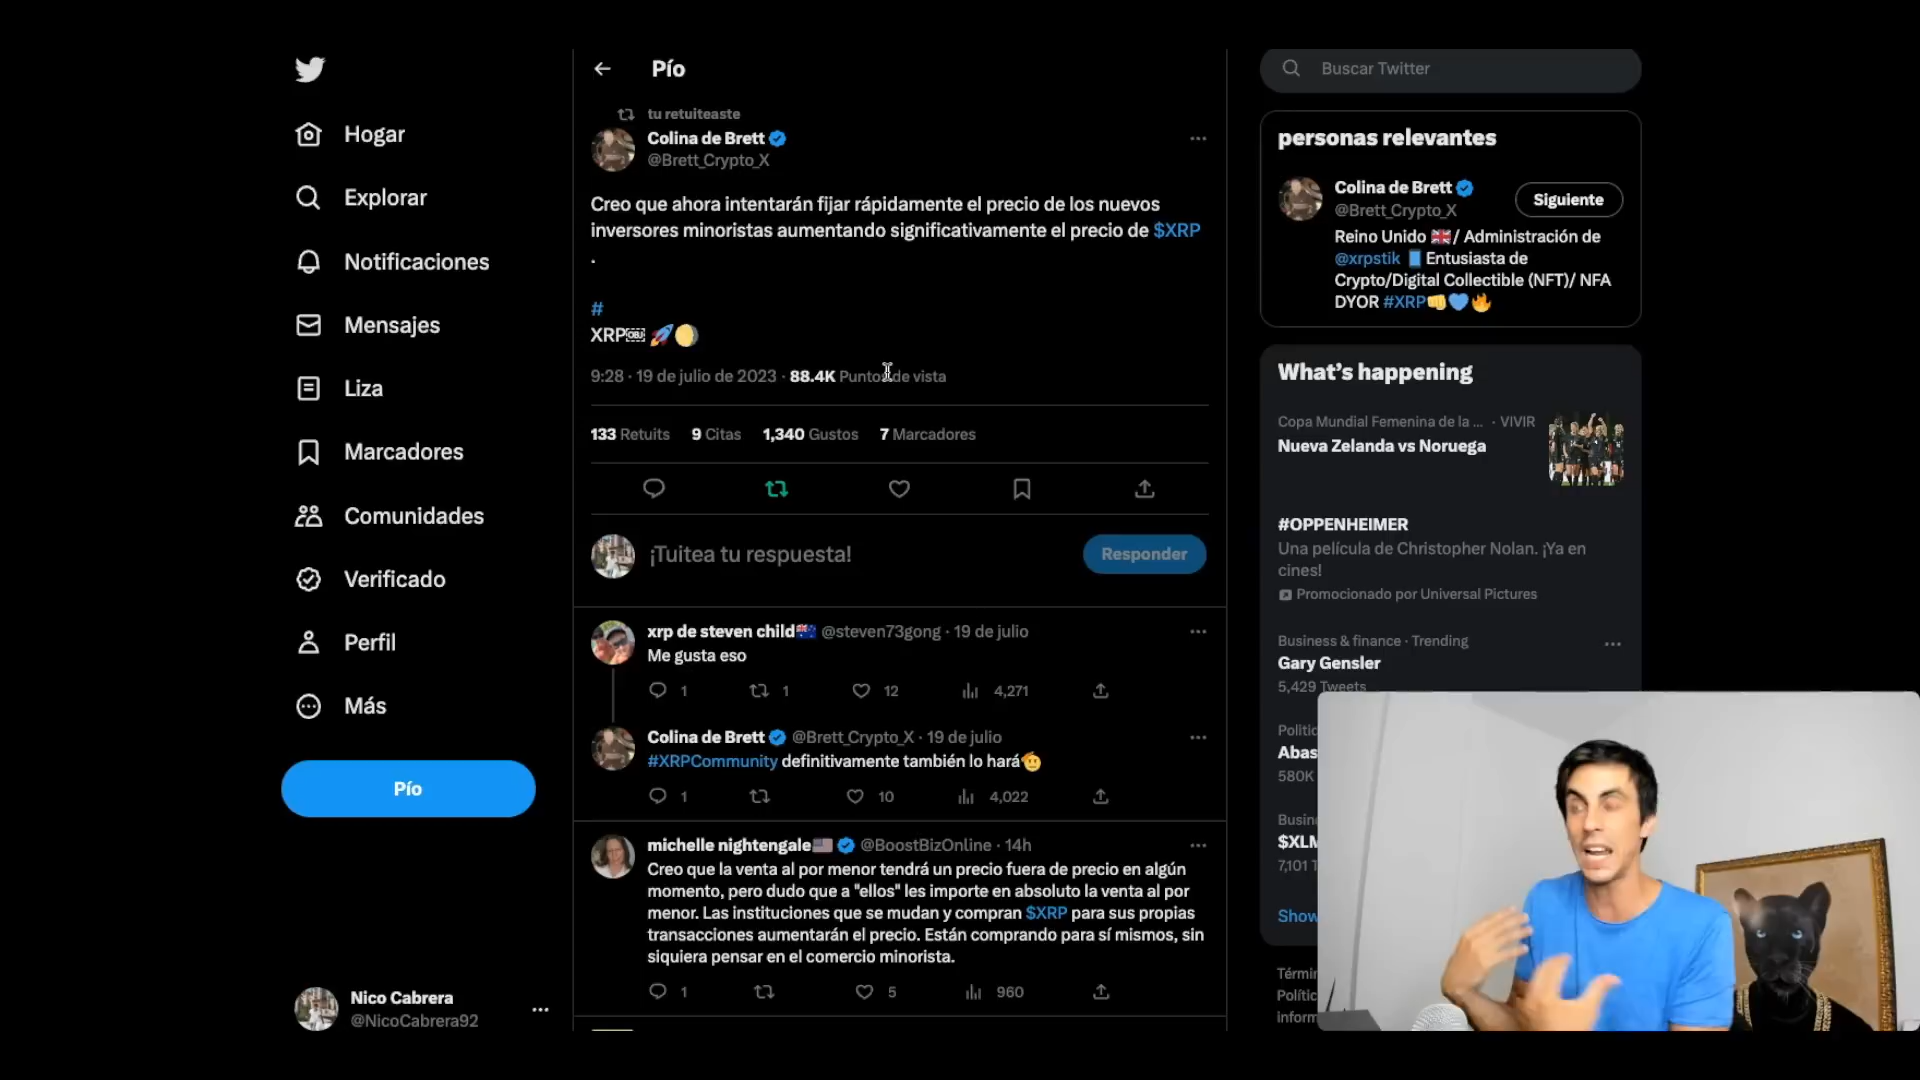 Hogar
Explorar
Notificaciones
Mensajes
Liza
Marcadores
Comunidades
Verificado
Perfil
Más
Pío
Nico Cabrera
@NicoCabrera92
Pío
tu retuiteaste
Colina de Brett
@Brett_Crypto_X
Creo que ahora intentarán fijar rápidamente el precio de los nuevos
inversores minoristas aumentando significativamente el precio de $XRP
.
#
XRP
9:28 · 19 de julio de 2023 · 88.4K Puntos de vista
133 Retuits 9 Citas 1,340 Gustos 7 Marcadores
¡Tuitea tu respuesta!
Responder
xrp de steven child @steven73gong · 19 de julio
Me gusta eso
1 1 12 4,271
Colina de Brett @Brett_Crypto_X · 19 de julio
#XRPCommunity definitivamente también lo hará
1 10 4,022
michelle nightengale @BoostBizOnline · 14h
Creo que la venta al por menor tendrá un precio fuera de precio en algún
momento, pero dudo que a "ellos" les importe en absoluto la venta al por
menor. Las instituciones que se mudan y compran $XRP para sus propias
transacciones aumentarán el precio. Están comprando para sí mismos, sin
siquiera pensar en el comercio minorista.
1 5 960
Buscar Twitter
personas relevantes
Colina de Brett
@Brett_Crypto_X
Siguiente
Reino Unido / Administración de
@xrpstik Entusiasta de
Crypto/Digital Collectible (NFT)/ NFA
DYOR #XRP
What's happening
Copa Mundial Femenina de la ... · VIVIR
Nueva Zelanda vs Noruega
#OPPENHEIMER
Una película de Christopher Nolan. ¡Ya en
cines!
Promocionado por Universal Pictures
Business & finance · Trending
Gary Gensler
5,429 Tweets
Politic
Abas
580K
Busin
$XLM
7,101 T
Show
Térmi
Polític
inform